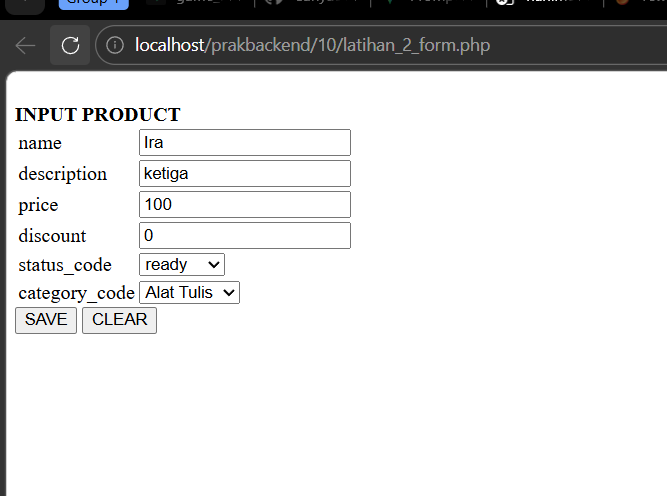 Group 1
localhost/prakbackend/10/latihan_2_form.php
INPUT PRODUCT
name Ira
description ketiga
price 100
discount 0
status_code ready
category_code Alat Tulis
SAVE CLEAR